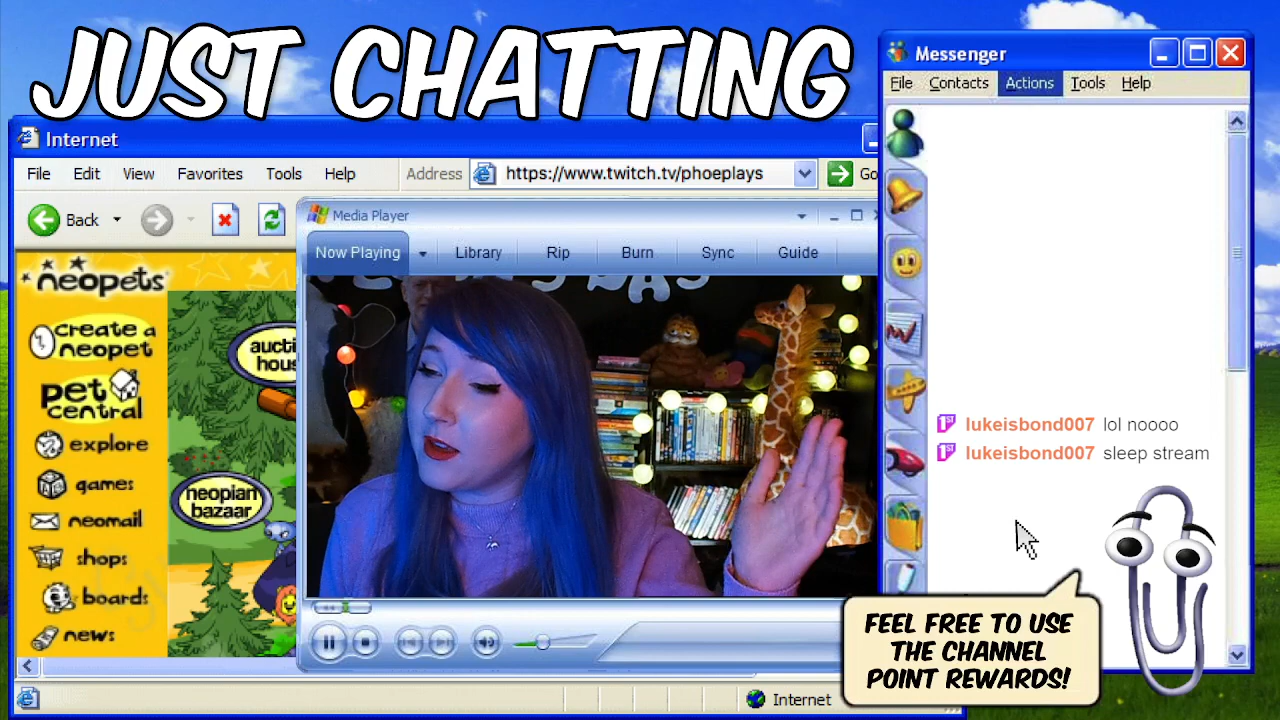 JUST CHATTING
Internet
File Edit View Favorites Tools Help Address https://www.twitch.tv/phoeplays Go
Back
Media Player
Now Playing Library Rip Burn Sync Guide
neopets
create a
neopet
pet
central
explore
games
neomail
shops
boards
news
neopian
bazaar
Internet
Messenger
File Contacts Actions Tools Help
lukeisbond007 lol noooo
lukeisbond007 sleep stream
FEEL FREE TO USE
THE CHANNEL
POINT REWARDS!